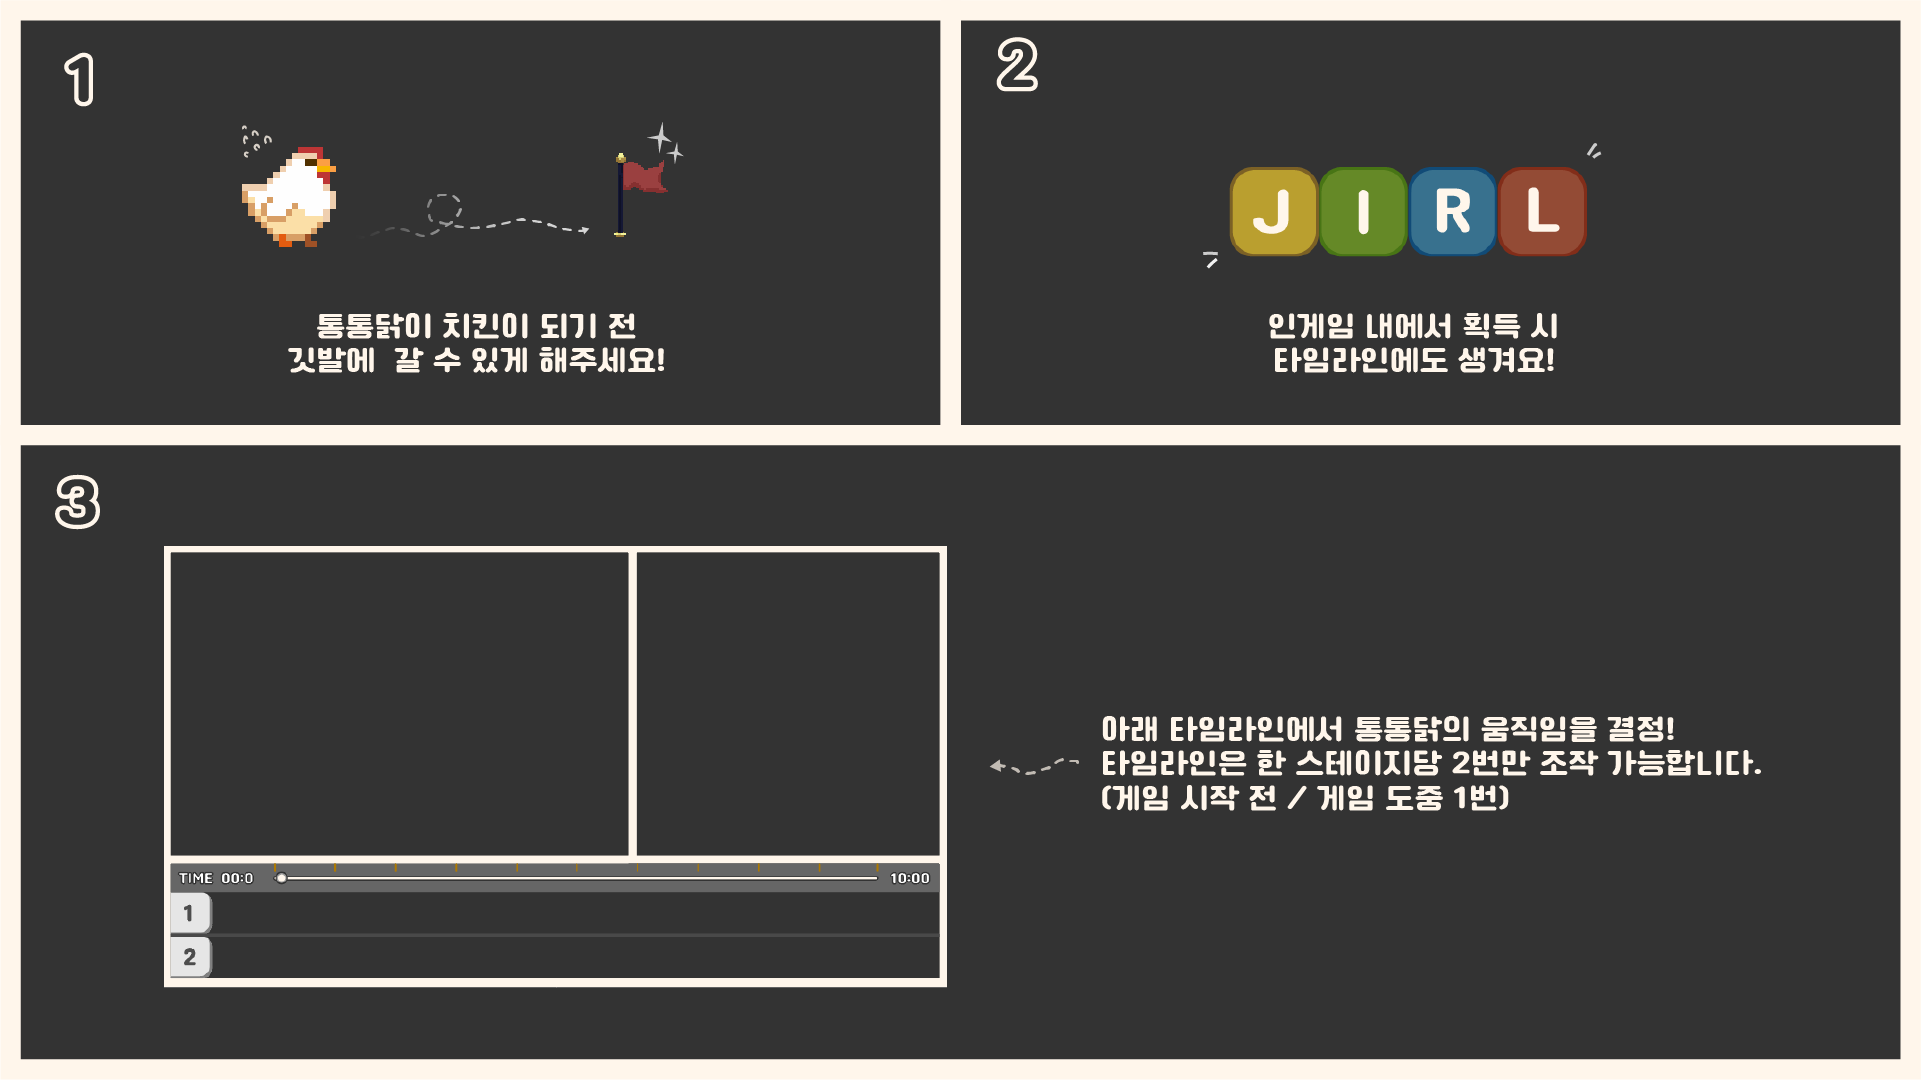 1
통통닭이 치킨이 되기 전
깃발에 갈 수 있게 해주세요!
2
J I R L
인게임 내에서 획득 시
타임라인에도 생겨요!
3
TIME 00:0
10:00
1
2
아래 타임라인에서 통통닭의 움직임을 결정!
타임라인은 한 스테이지당 2번만 조작 가능합니다.
(게임 시작 전 / 게임 도중 1번)